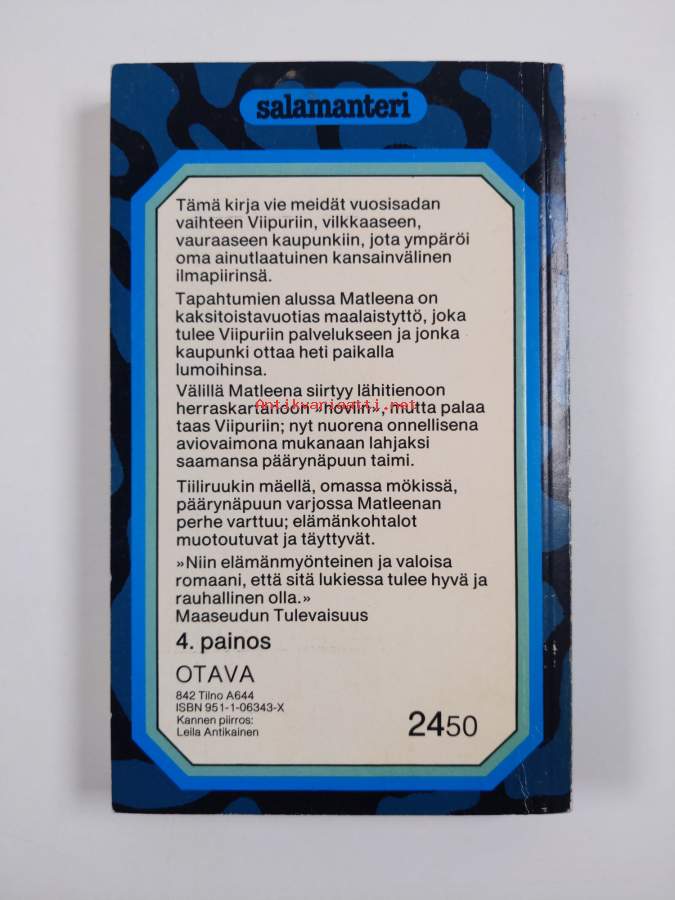 salamanteri
Tämä kirja vie meidät vuosisadan
vaihteen Viipuriin, vilkkaaseen,
vauraaseen kaupunkiin, jota ympäröi
oma ainutlaatuinen kansainvälinen
ilmapiirinsä.
Tapahtumien alussa Matleena on
kaksitoistavuotias maalaistyttö, joka
tulee Viipuriin palvelukseen ja jonka
kaupunki ottaa heti paikalla
lumoihinsa.
Välillä Matleena siirtyy lähitienoon
herraskartanoon »hoviin», mutta palaa
Antikvariaatti.net
taas Viipuriin; nyt nuorena onnellisena
aviovaimona mukanaan lahjaksi
saamansa päärynäpuun taimi.
Tiiliruukin mäellä, omassa mökissä,
päärynäpuun varjossa Matleenan
perhe varttuu; elämänkohtalot
muotoutuvat ja täyttyvät.
»Niin elämänmyönteinen ja valoisa
romaani, että sitä lukiessa tulee hyvä ja
rauhallinen olla.»
Maaseudun Tulevaisuus
4. painos
OTAVA
842 Tilno A644
ISBN 951-1-06343-X
Kannen piirros:
Leila Antikainen
2450